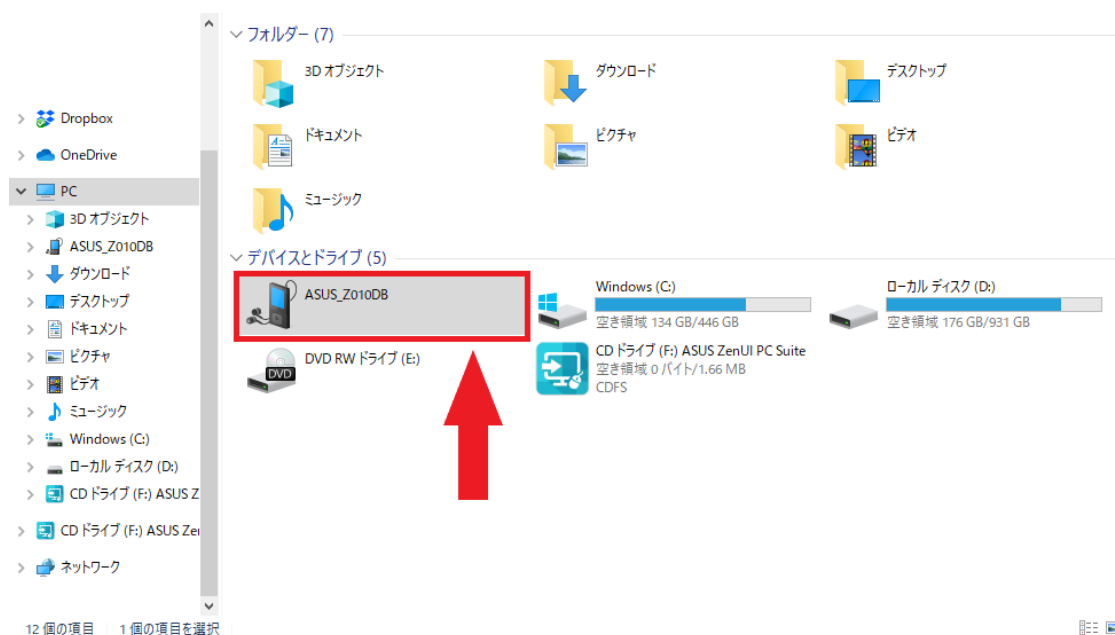 Dropbox
OneDrive
PC
3D オブジェクト
ASUS_Z010DB
ダウンロード
デスクトップ
ドキュメント
ピクチャ
ビデオ
ミュージック
Windows (C:)
ローカル ディスク (D:)
CD ドライブ (F:) ASUS Z
CD ドライブ (F:) ASUS Zei
ネットワーク
フォルダー (7)
3D オブジェクト
ダウンロード
デスクトップ
ドキュメント
ピクチャ
ビデオ
ミュージック
デバイスとドライブ (5)
ASUS_Z010DB
Windows (C:)
空き領域 134 GB/446 GB
ローカル ディスク (D:)
空き領域 176 GB/931 GB
DVD RW ドライブ (E:)
DVD
CD ドライブ (F:) ASUS ZenUI PC Suite
空き領域 0 バイト/1.66 MB
CDFS
12 個の項目 1 個の項目を選択